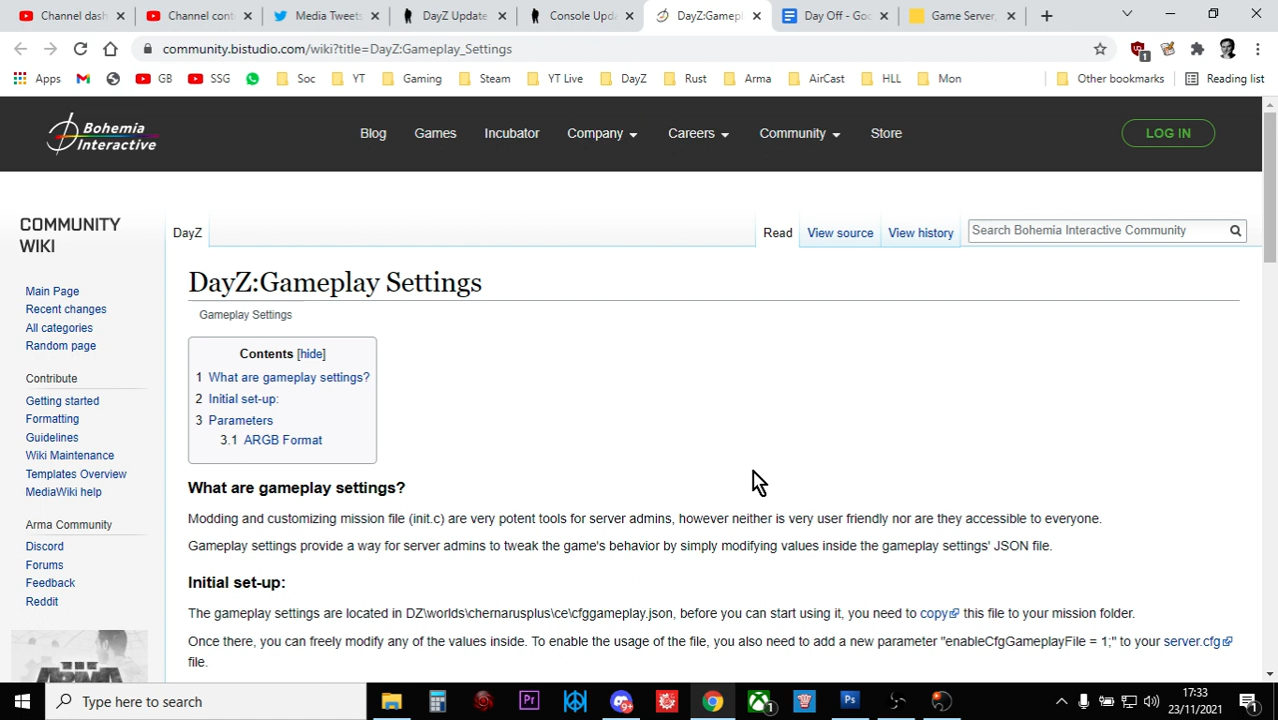 Channel dash
Channel cont
Media Tweets
DayZ Update
Console Upd
DayZ:Gamepl
Day Off - Goo
Game Server,
community.bistudio.com/wiki?title=DayZ:Gameplay_Settings
1
Apps
GB
SSG
Soc
YT
Gaming
Steam
YT Live
DayZ
Rust
Arma
AirCast
HLL
Mon
Other bookmarks
Reading list
Bohemia
Interactive
Blog
Games
Incubator
Company
Careers
Community
Store
LOG IN
COMMUNITY
WIKI
DayZ
Read
View source
View history
Search Bohemia Interactive Community
Main Page
Recent changes
All categories
Random page
Contribute
Getting started
Formatting
Guidelines
Wiki Maintenance
Templates Overview
MediaWiki help
Arma Community
Discord
Forums
Feedback
Reddit
DayZ:Gameplay Settings
Gameplay Settings
Contents [hide]
1 What are gameplay settings?
2 Initial set-up:
3 Parameters
3.1 ARGB Format
What are gameplay settings?
Modding and customizing mission file (init.c) are very potent tools for server admins, however neither is very user friendly nor are they accessible to everyone.
Gameplay settings provide a way for server admins to tweak the game's behavior by simply modifying values inside the gameplay settings' JSON file.
Initial set-up:
The gameplay settings are located in DZ\worlds\chernarusplus\ce\cfggameplay.json, before you can start using it, you need to copy this file to your mission folder.
Once there, you can freely modify any of the values inside. To enable the usage of the file, you also need to add a new parameter "enableCfgGameplayFile = 1;" to your server.cfg
file.
Type here to search
Pr
9+
1
Ps
17:33
23/11/2021
1